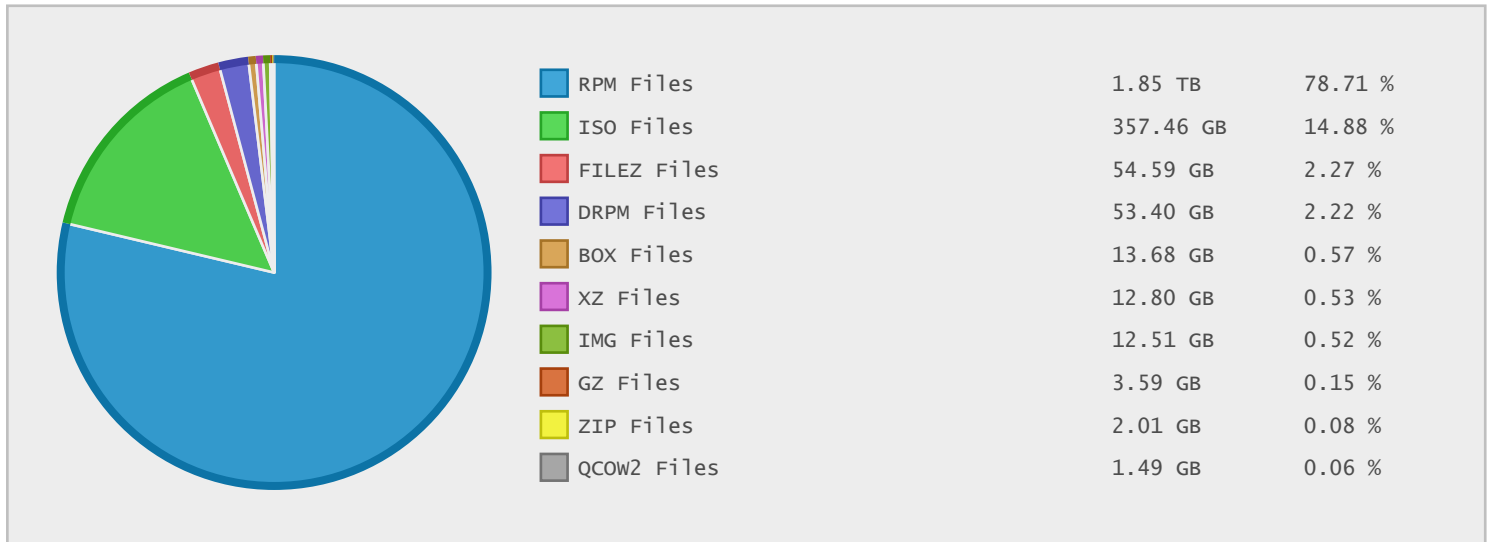 RPM Files 1.85 TB 78.71 %
ISO Files 357.46 GB 14.88 %
FILEZ Files 54.59 GB 2.27 %
DRPM Files 53.40 GB 2.22 %
BOX Files 13.68 GB 0.57 %
XZ Files 12.80 GB 0.53 %
IMG Files 12.51 GB 0.52 %
GZ Files 3.59 GB 0.15 %
ZIP Files 2.01 GB 0.08 %
QCOW2 Files 1.49 GB 0.06 %